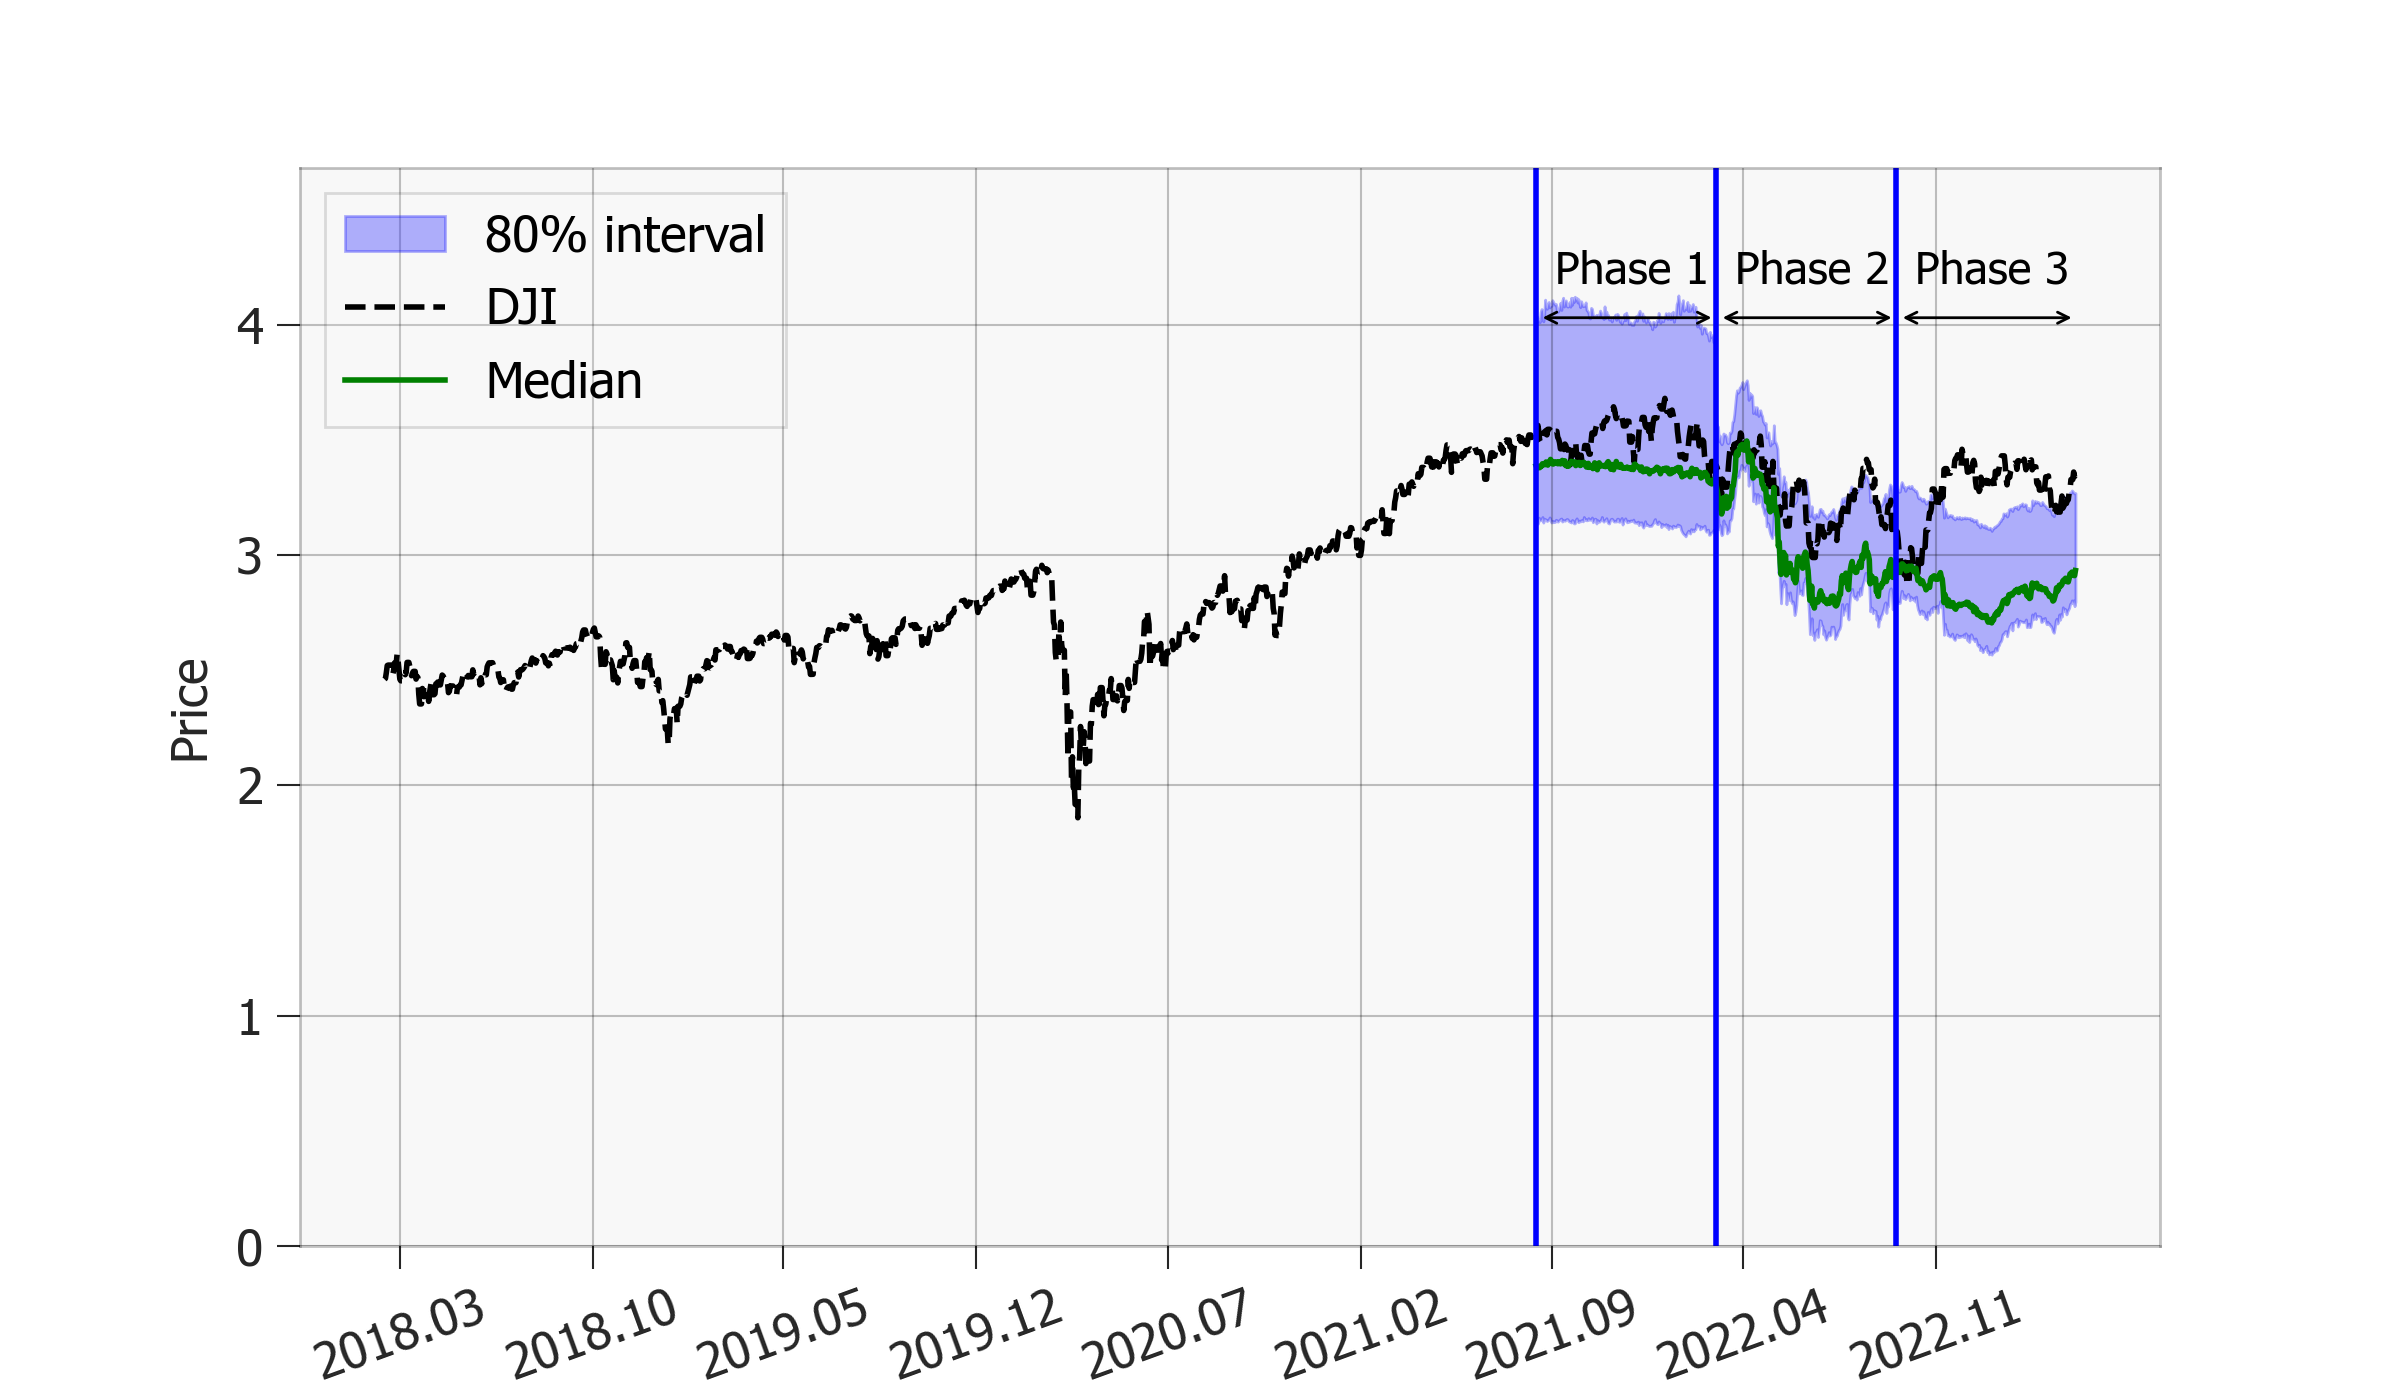 80% interval
DJI
Median
Phase 1
Phase 2
Phase 3
Price
4
3
2
1
0
2018.03
2018.10
2019.05
2019.12
2020.07
2021.02
2021.09
2022.04
2022.11